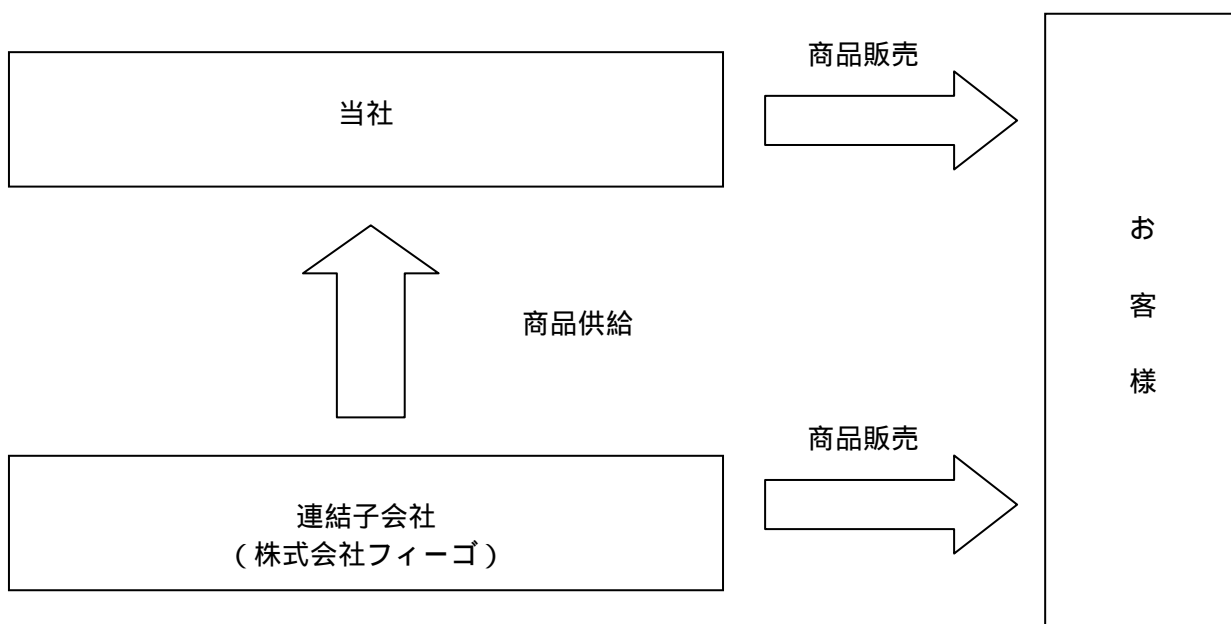 商品販売
当社
商品供給
商品販売
連結子会社
（株式会社フィーゴ）
お客様